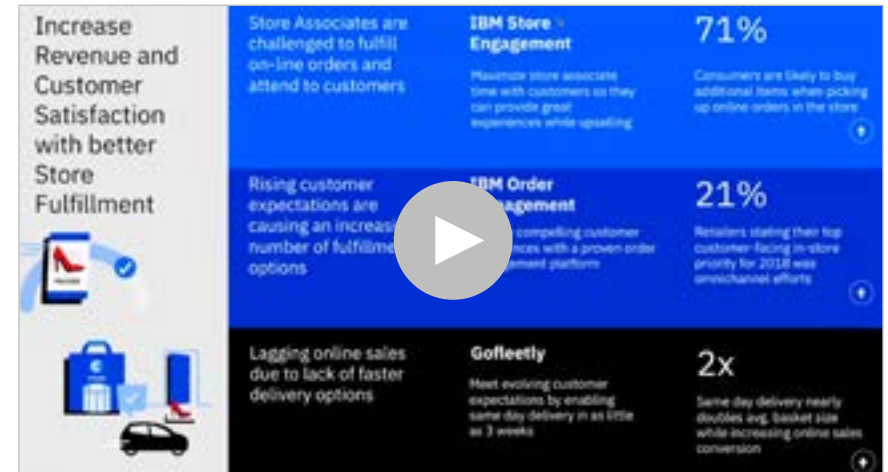 Increase
Revenue and
Customer
Satisfaction
with better
Store
Fulfillment
Store Associates are
challenged to fulfill
on-line orders and
attend to customers
IBM Store
Engagement
Maximize store associate
time with customers so they
can provide great
experiences while upselling
71%
Consumers are likely to buy
additional items when picking
up online orders in the store
Rising customer
expectations are
causing an
number of
options
IBM Order
compelling customer
with a proven order
platform
21%
Retailers stating their top
customer-facing in-store
priority for 2018 was
omnichannel efforts
Lagging online sales
due to lack of faster
delivery options
Gofleetly
Meet evolving customer
expectations by enabling
same day delivery in as little
as 3 weeks
2x
Same day delivery nearly
doubles avg. basket size
while increasing online sales
conversion